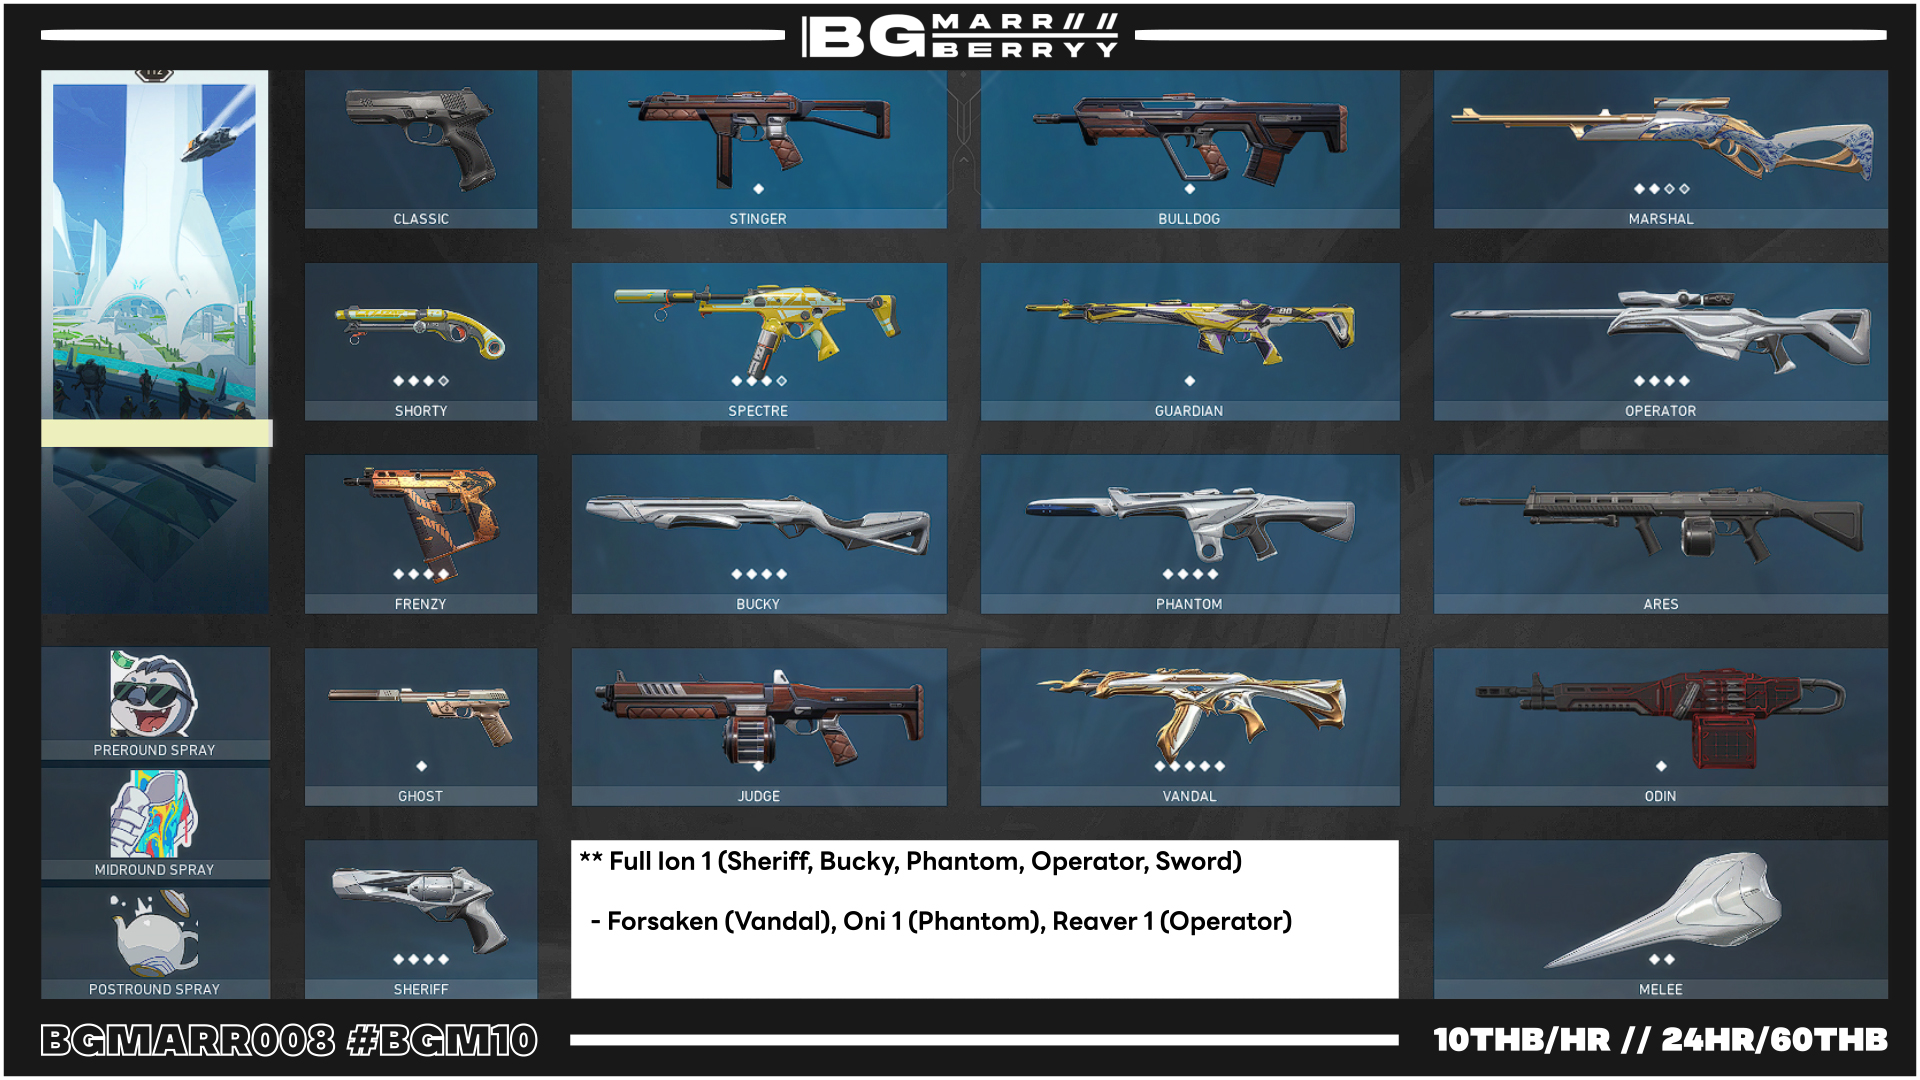 BG MARR// //
BERRYY
112
CLASSIC
STINGER
BULLDOG
MARSHAL
SHORTY
SPECTRE
GUARDIAN
OPERATOR
FRENZY
BUCKY
PHANTOM
ARES
PREROUND SPRAY
GHOST
JUDGE
VANDAL
ODIN
MIDROUND SPRAY
** Full Ion 1 (Sheriff, Bucky, Phantom, Operator, Sword)
- Forsaken (Vandal), Oni 1 (Phantom), Reaver 1 (Operator)
POSTROUND SPRAY
SHERIFF
MELEE
BGMARR008 #BGM10
10THB/HR // 24HR/60THB